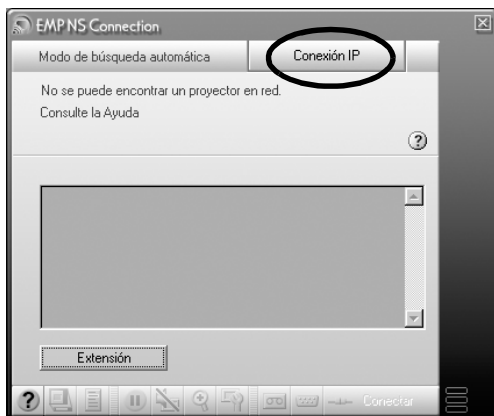 EMP NS Connection
Modo de búsqueda automática
Conexión IP
No se puede encontrar un proyector en red.
Consulte la Ayuda
Extensión
Conectar